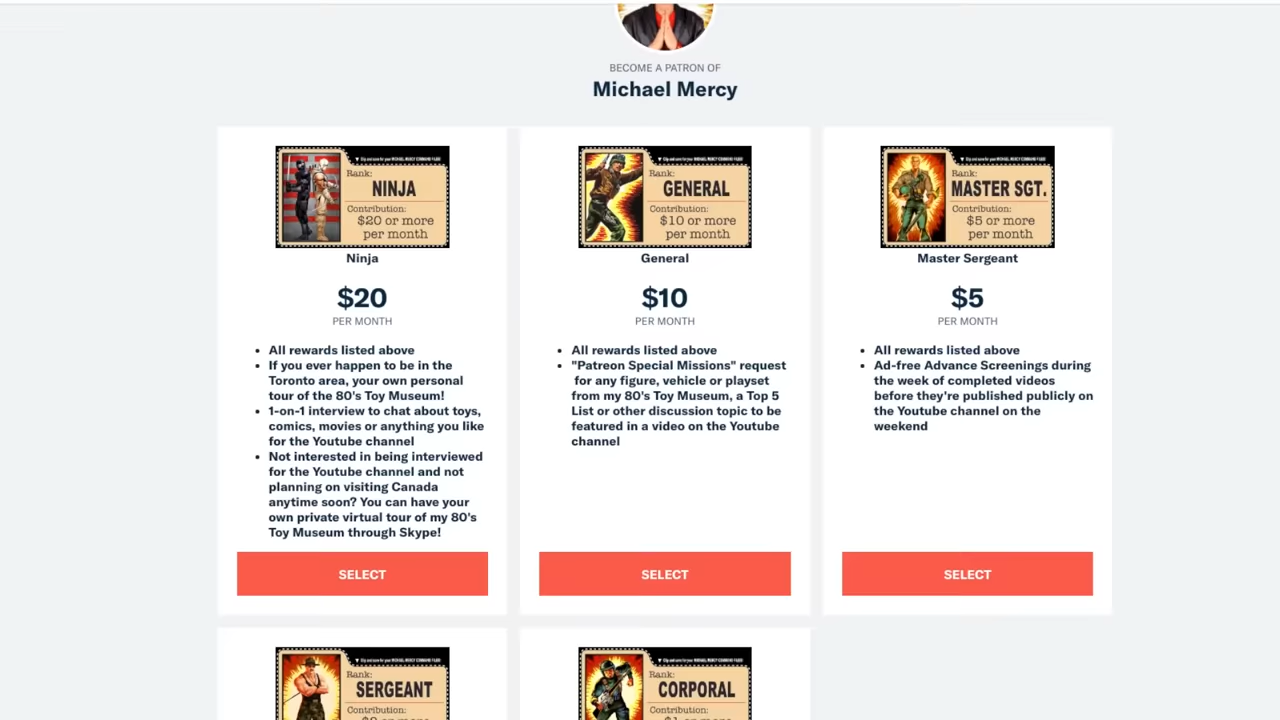 BECOME A PATRON OF
Michael Mercy
Rank:
NINJA
Contribution:
$20 or more
per month
Ninja
$20
PER MONTH
All rewards listed above
If you ever happen to be in the
Toronto area, your own personal
tour of the 80's Toy Museum!
1-on-1 interview to chat about toys,
comics, movies or anything you like
for the Youtube channel
Not interested in being interviewed
for the Youtube channel and not
planning on visiting Canada
anytime soon? You can have your
own private virtual tour of my 80's
Toy Museum through Skype!
SELECT
Rank:
GENERAL
Contribution:
$10 or more
per month
General
$10
PER MONTH
All rewards listed above
"Patreon Special Missions" request
for any figure, vehicle or playset
from my 80's Toy Museum, a Top 5
List or other discussion topic to be
featured in a video on the Youtube
channel
SELECT
Rank:
MASTER SGT.
Contribution:
$5 or more
per month
Master Sergeant
$5
PER MONTH
All rewards listed above
Ad-free Advance Screenings during
the week of completed videos
before they're published publicly on
the Youtube channel on the
weekend
SELECT
Rank:
SERGEANT
Contribution:
Rank:
CORPORAL
Contribution: